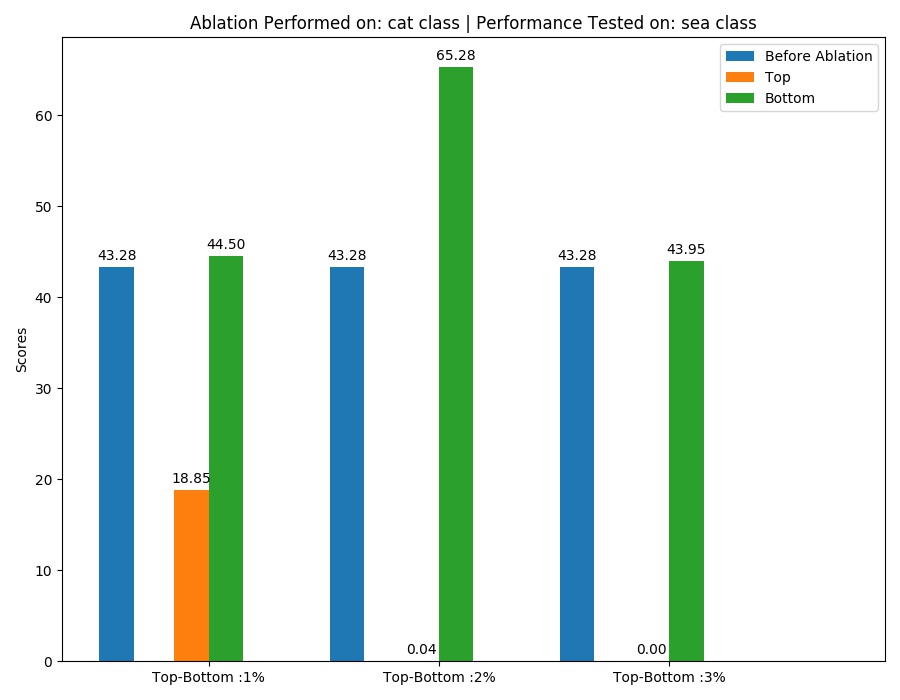 Ablation Performed on: cat class | Performance Tested on: sea class
Before Ablation
Top
Bottom
Scores
60
50
40
30
20
10
0
43.28
18.85
44.50
43.28
0.04
65.28
43.28
0.00
43.95
Top-Bottom :1%
Top-Bottom :2%
Top-Bottom :3%